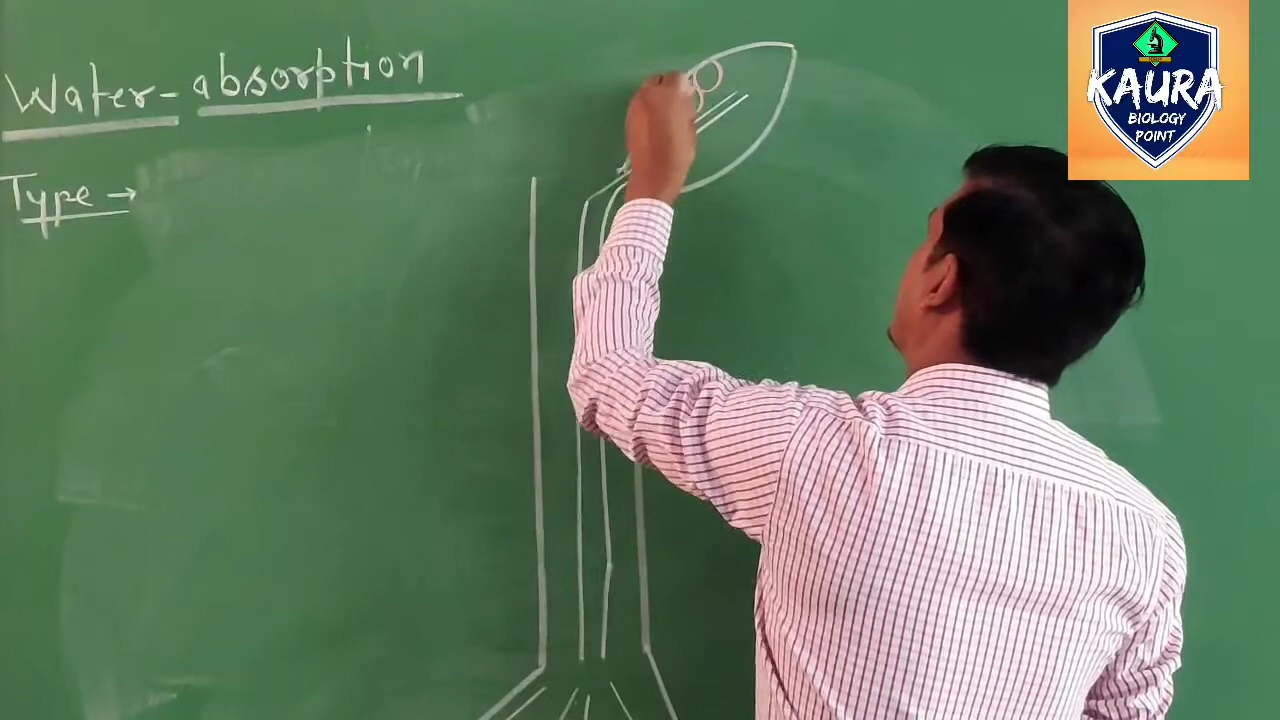 Water-absorption
Type →
KAURA
BIOLOGY
POINT